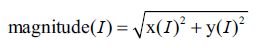 magnitude(I) = √x(I)² + y(I)²